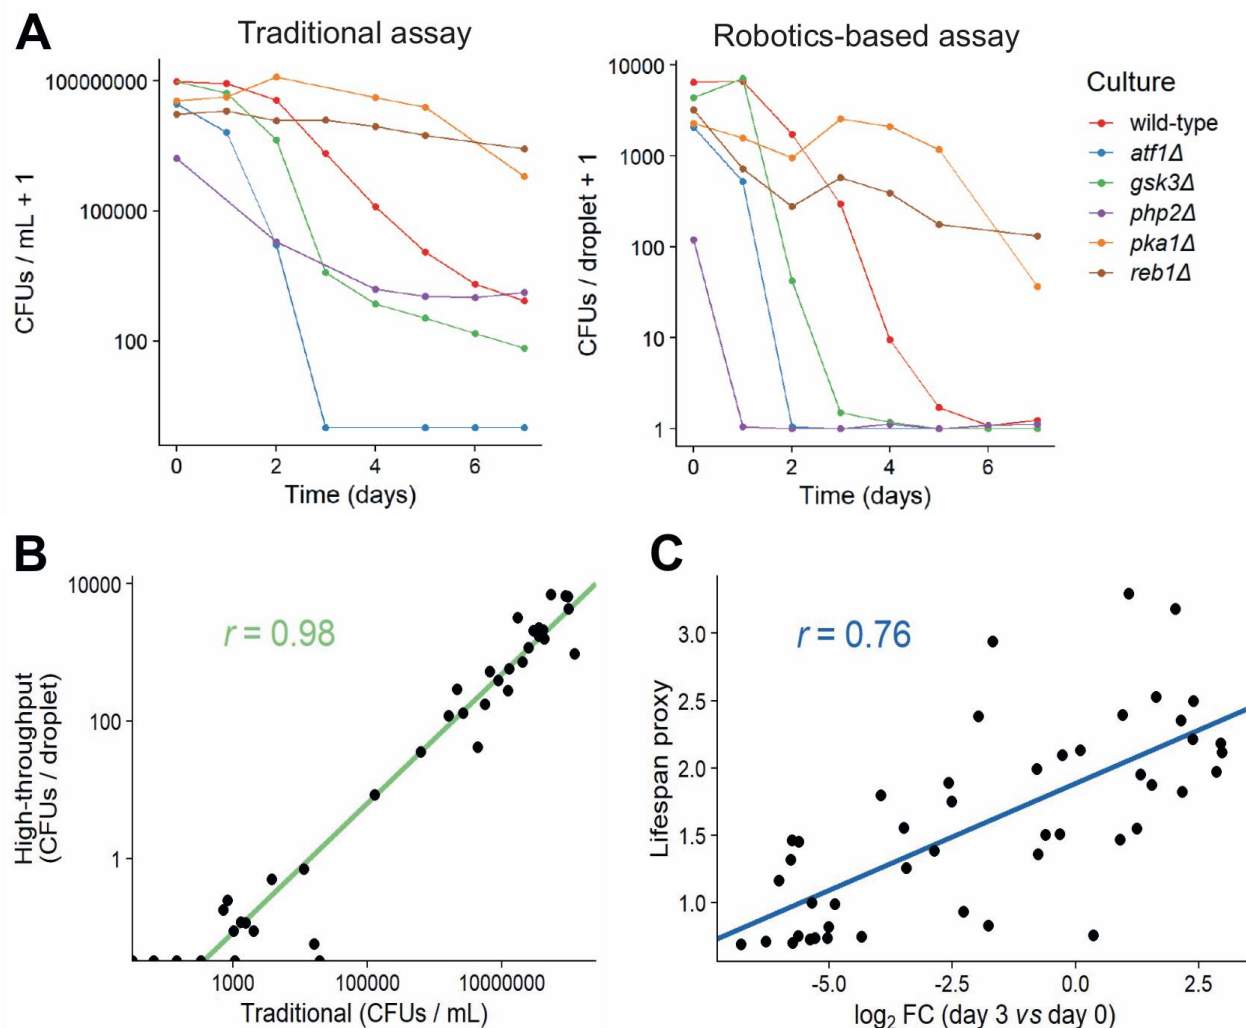 A
Traditional assay
CFUs / mL + 1
100000000
100000
100
0 2 4 6
Time (days)
Robotics-based assay
CFUs / droplet + 1
10000
1000
100
10
1
0 2 4 6
Time (days)
Culture
wild-type
atf1Δ
gsk3Δ
php2Δ
pka1Δ
reb1Δ
B
High-throughput
(CFUs / droplet)
10000
100
1
r = 0.98
1000 100000 10000000
Traditional (CFUs / mL)
C
Lifespan proxy
3.0
2.5
2.0
1.5
1.0
r = 0.76
-5.0 -2.5 0.0 2.5
log₂ FC (day 3 vs day 0)